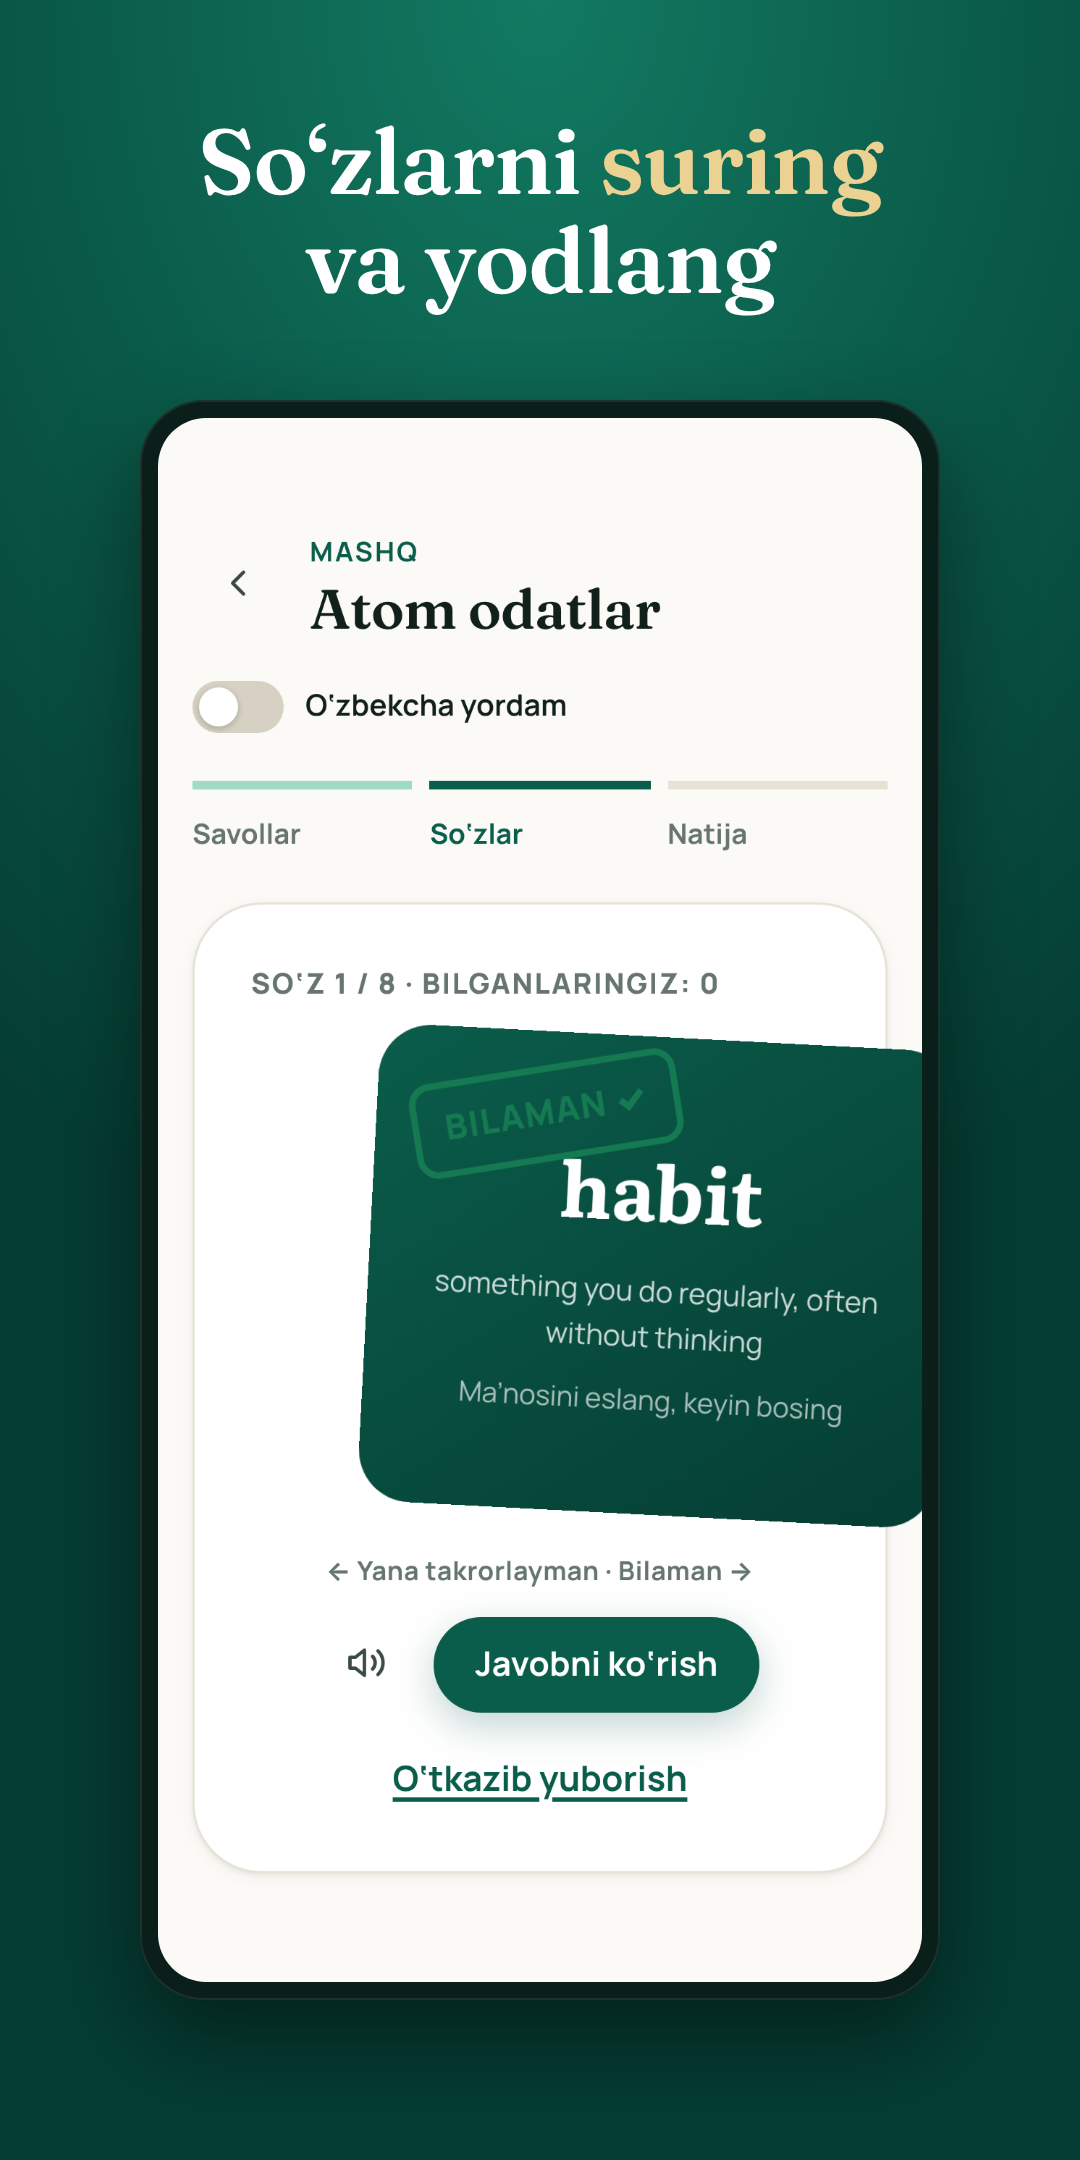 So‘zlarni suring
va yodlang
MASHQ
Atom odatlar
O‘zbekcha yordam
Savollar
So‘zlar
Natija
SO‘Z 1 / 8 · BILGANLARINGIZ: 0
BILAMAN ✓
habit
something you do regularly, often
without thinking
Ma’nosini eslang, keyin bosing
← Yana takrorlayman · Bilaman →
Javobni ko‘rish
O‘tkazib yuborish